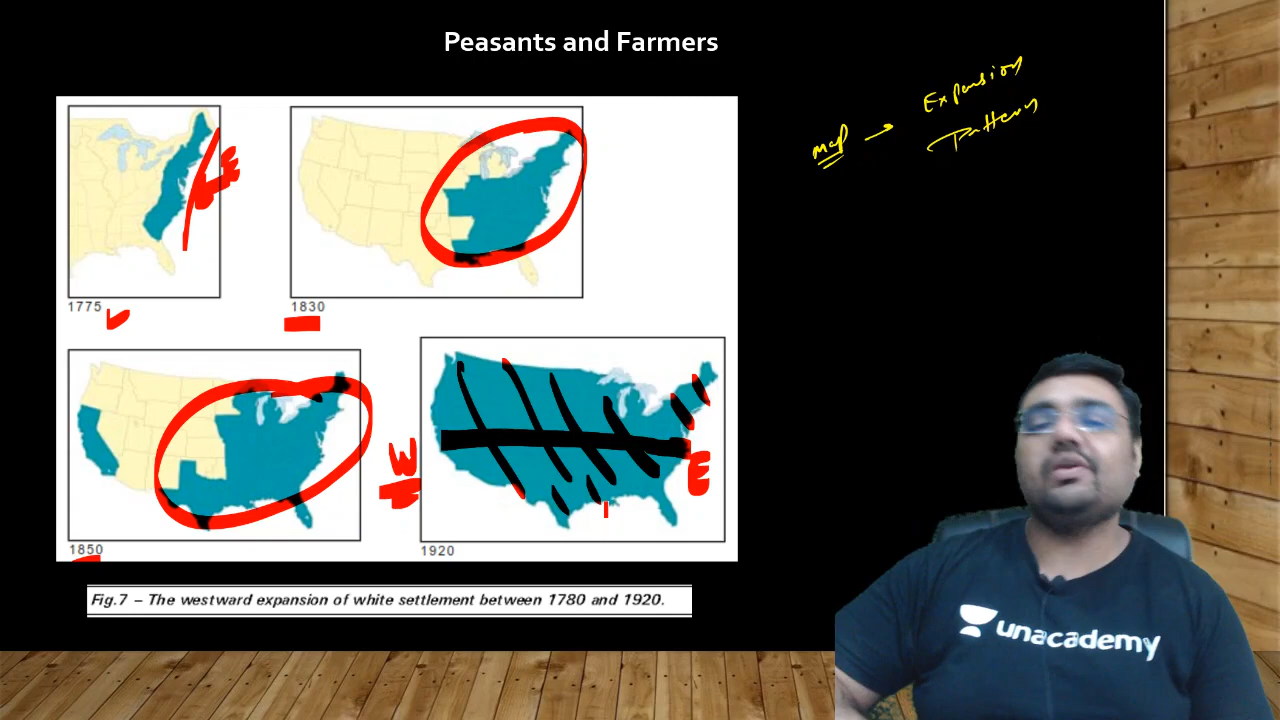 Peasants and Farmers
map → Expansion
Pattern
E
1775
1830
1850
W
E
1920
Fig.7 – The westward expansion of white settlement between 1780 and 1920.
unacademy